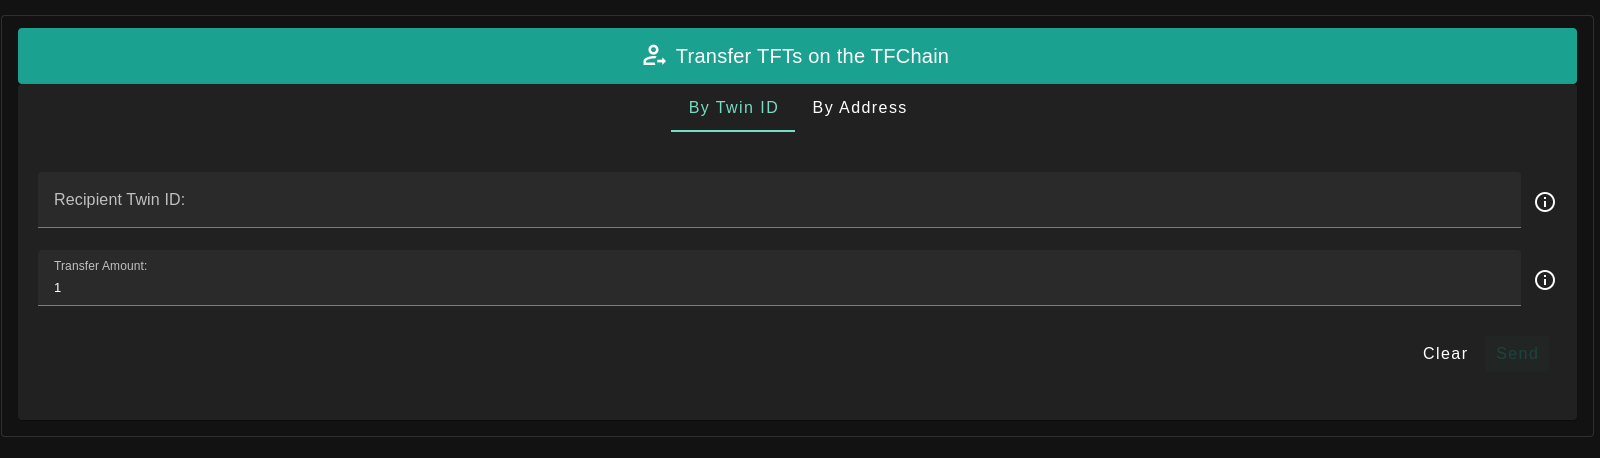 Transfer TFTs on the TFChain
By Twin ID By Address
Recipient Twin ID:
Transfer Amount:
1
Clear Send